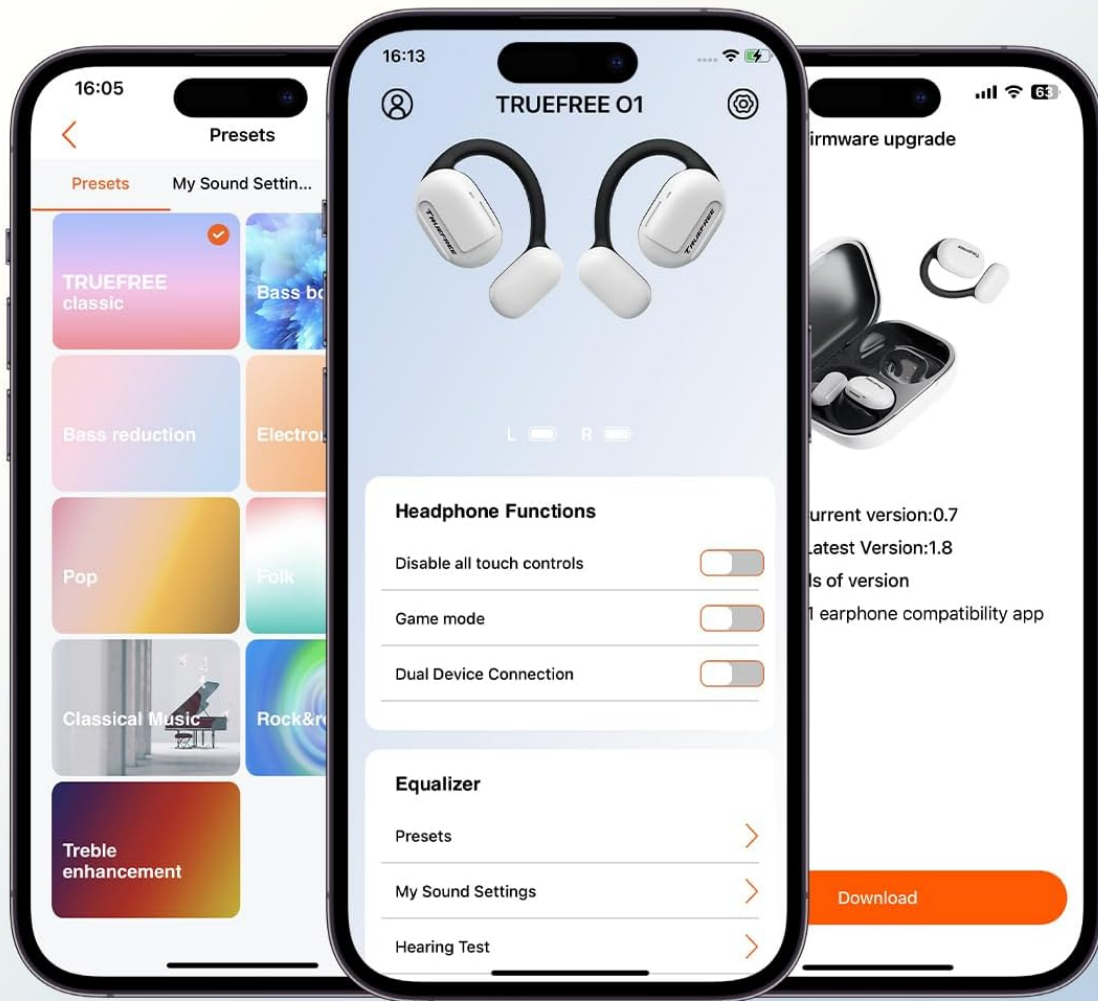 16:05
Presets
Presets
My Sound Settin...
TRUEFREE
classic
Bass bo
Bass reduction
Electro
Pop
Folk
Classical Music
Rock&r
Treble
enhancement
16:13
TRUEFREE O1
TRUEFREE
TRUEFREE
L
R
Headphone Functions
Disable all touch controls
Game mode
Dual Device Connection
Equalizer
Presets
My Sound Settings
Hearing Test
63
irmware upgrade
urrent version:0.7
atest Version:1.8
ls of version
1 earphone compatibility app
Download